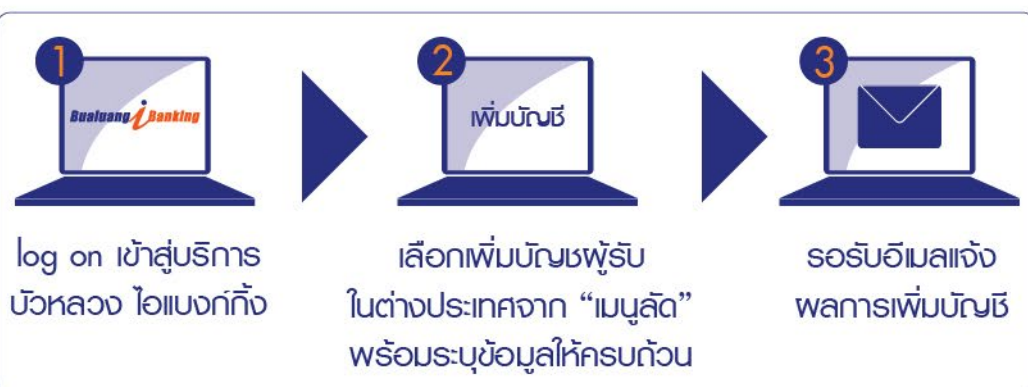 1
Bualuang iBanking
log on เข้าสู่บริการ
บัวหลวง ไอแบงก์กิ้ง
2
เพิ่มบัญชี
เลือกเพิ่มบัญชผู้รับ
ในต่างประเทศจาก “เมนูลัด”
พร้อมระบุข้อมูลให้ครบถ้วน
3
รอรับอีเมลแจ้ง
ผลการเพิ่มบัญชี